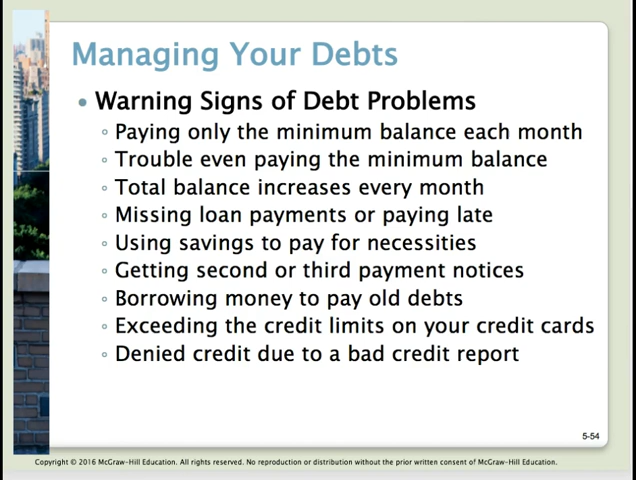 Managing Your Debts
• Warning Signs of Debt Problems
◦ Paying only the minimum balance each month
◦ Trouble even paying the minimum balance
◦ Total balance increases every month
◦ Missing loan payments or paying late
◦ Using savings to pay for necessities
◦ Getting second or third payment notices
◦ Borrowing money to pay old debts
◦ Exceeding the credit limits on your credit cards
◦ Denied credit due to a bad credit report
5-54
Copyright © 2016 McGraw-Hill Education. All rights reserved. No reproduction or distribution without the prior written consent of McGraw-Hill Education.